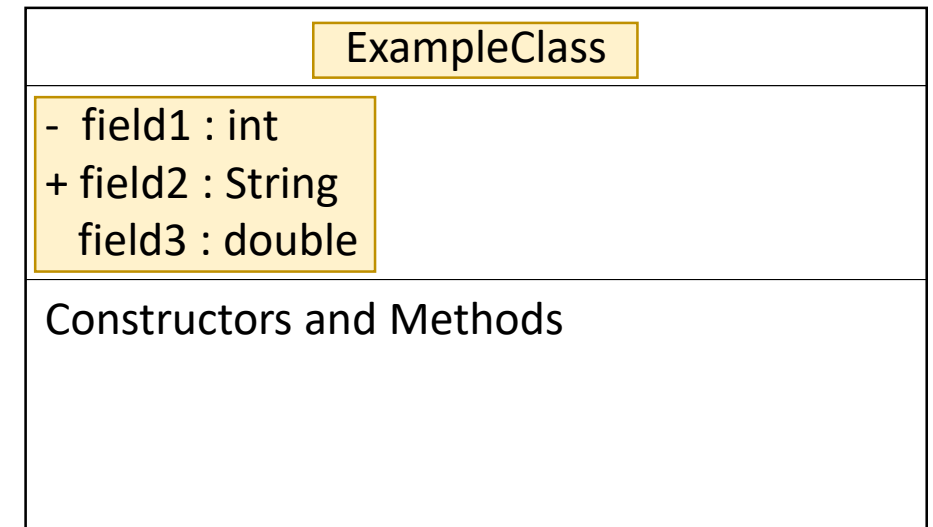 ExampleClass
- field1 : int
+ field2 : String
field3 : double
Constructors and Methods